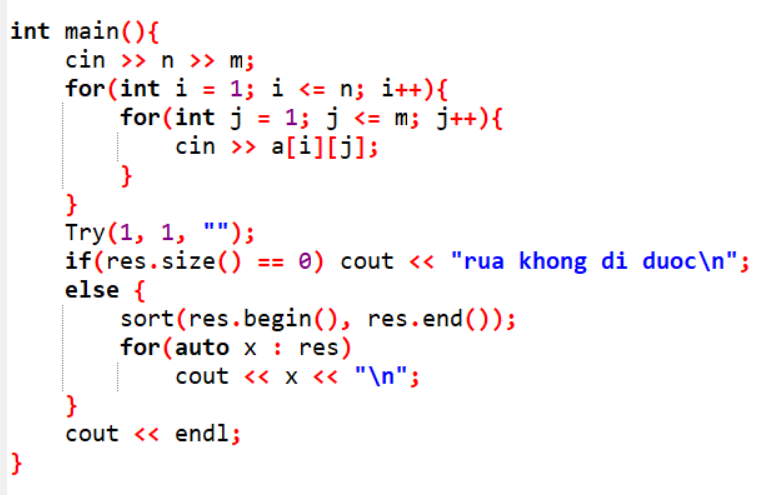 int main(){
    cin >> n >> m;
    for(int i = 1; i <= n; i++){
        for(int j = 1; j <= m; j++){
            cin >> a[i][j];
        }
    }
    Try(1, 1, "");
    if(res.size() == 0) cout << "rua khong di duoc\n";
    else {
        sort(res.begin(), res.end());
        for(auto x : res)
            cout << x << "\n";
    }
    cout << endl;
}